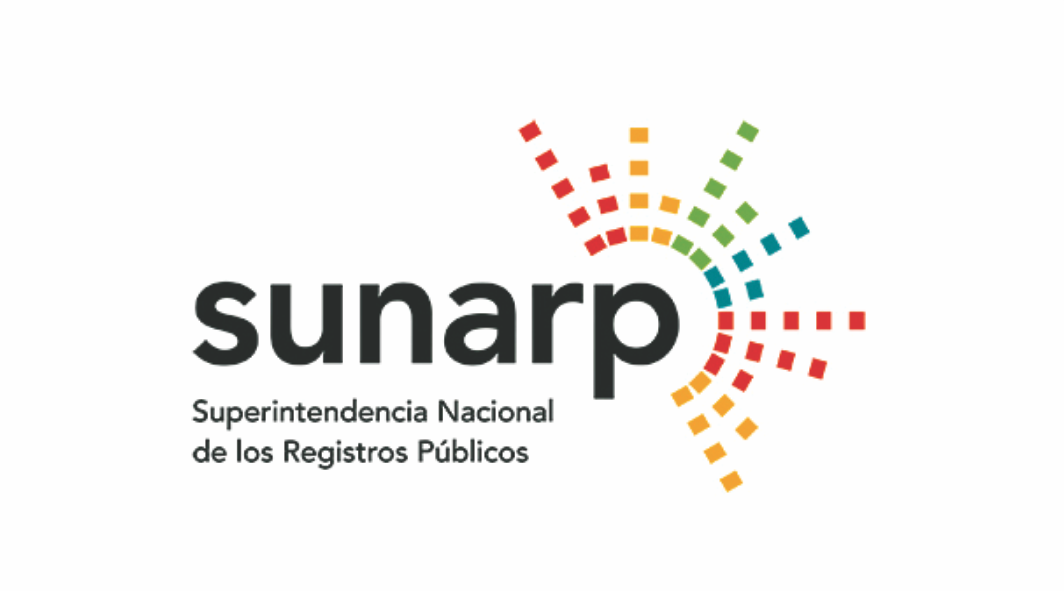 sunarp
Superintendencia Nacional
de los Registros Públicos